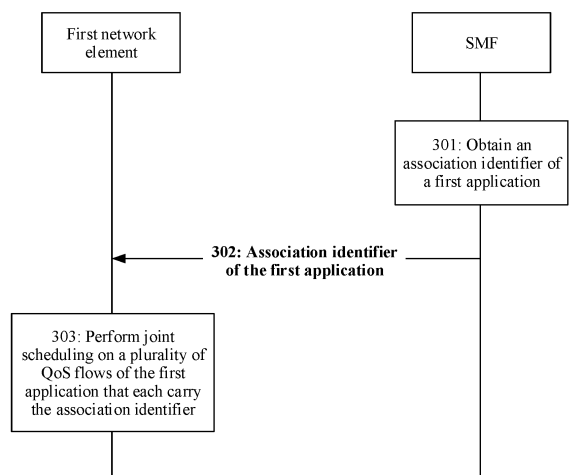 First network
element
SMF
301: Obtain an
association identifier of
a first application
302: Association identifier
of the first application
303: Perform joint
scheduling on a plurality of
QoS flows of the first
application that each carry
the association identifier